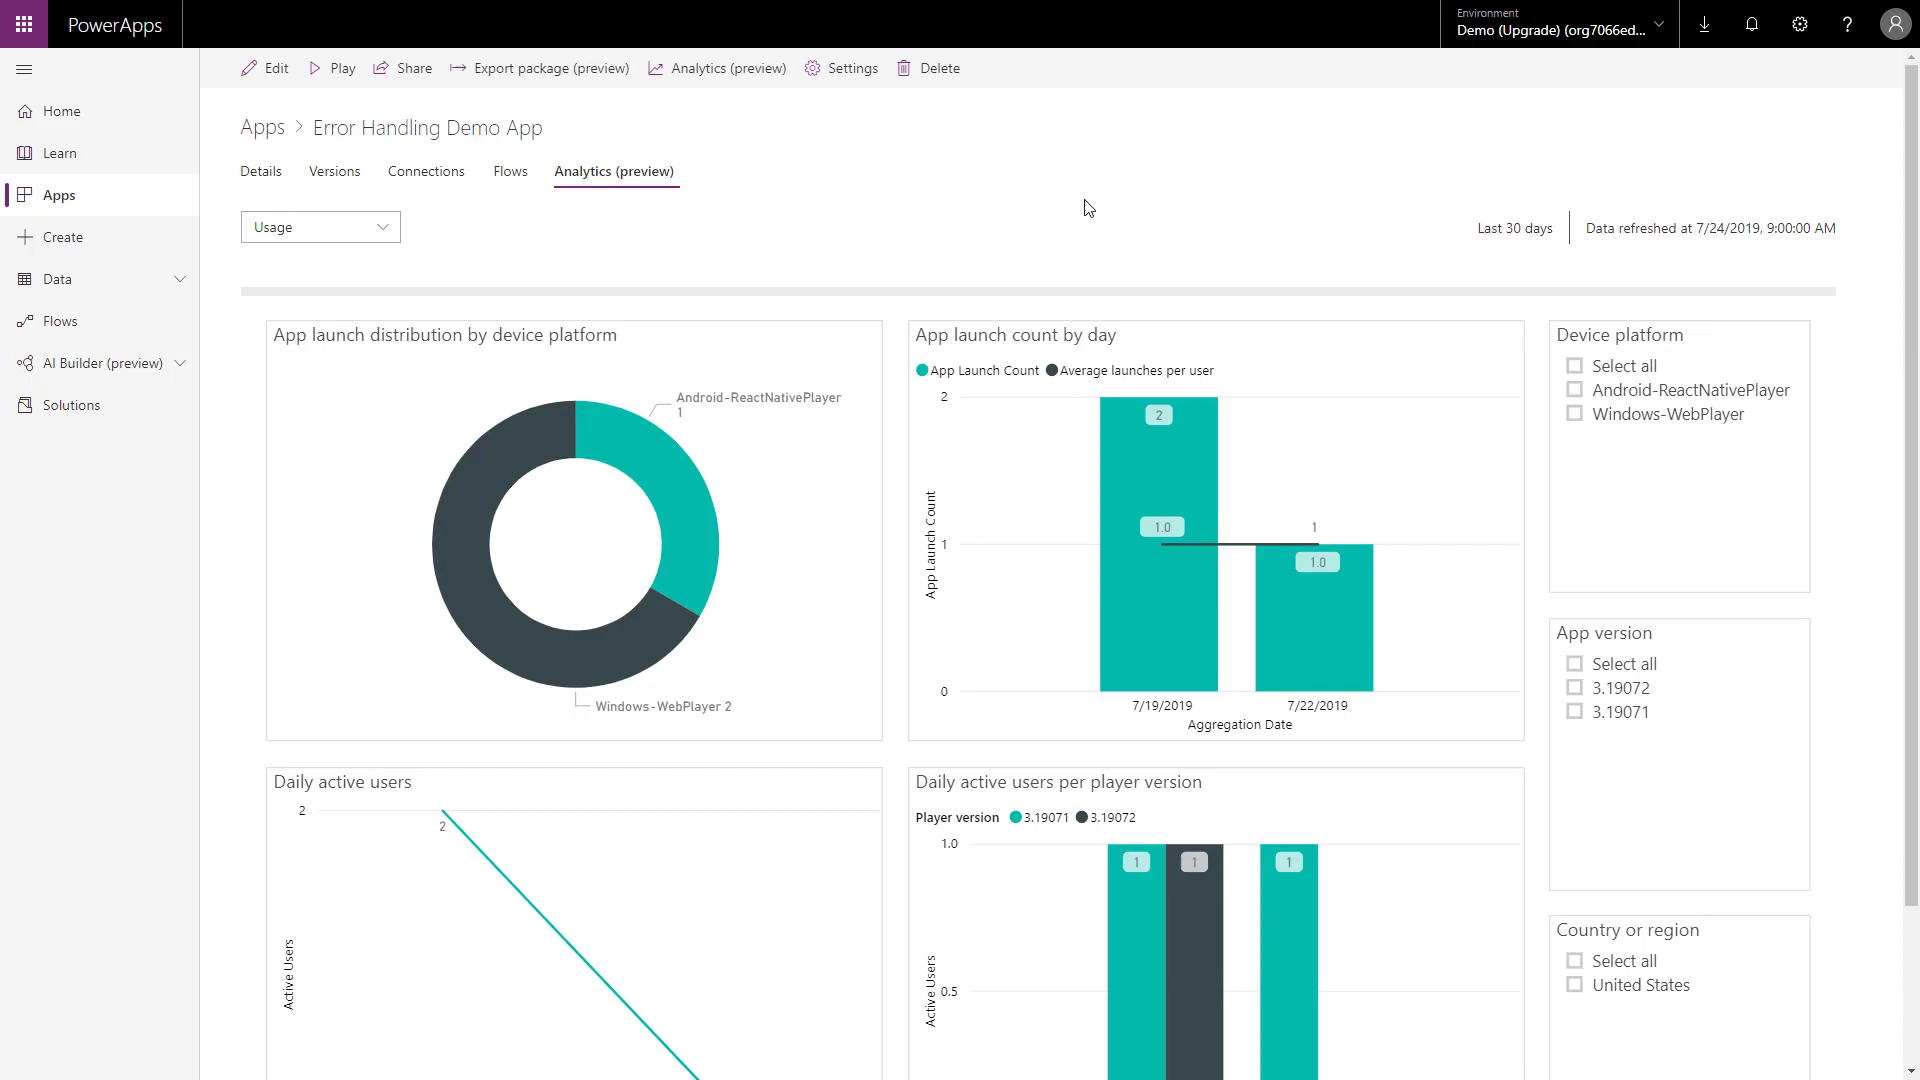 PowerApps
Environment
Demo (Upgrade) (org7066ed...
Edit Play Share Export package (preview) Analytics (preview) Settings Delete
Home
Learn
Apps
Create
Data
Flows
AI Builder (preview)
Solutions
Apps > Error Handling Demo App
Details Versions Connections Flows Analytics (preview)
Usage
Last 30 days
Data refreshed at 7/24/2019, 9:00:00 AM
App launch distribution by device platform
Android-ReactNativePlayer
1
Windows-WebPlayer 2
App launch count by day
App Launch Count Average launches per user
App Launch Count
2
1
0
2
1.0
1
1.0
7/19/2019 7/22/2019
Aggregation Date
Device platform
Select all
Android-ReactNativePlayer
Windows-WebPlayer
App version
Select all
3.19072
3.19071
Daily active users
Active Users
2
2
Daily active users per player version
Player version 3.19071 3.19072
Active Users
1.0
0.5
1 1 1
Country or region
Select all
United States